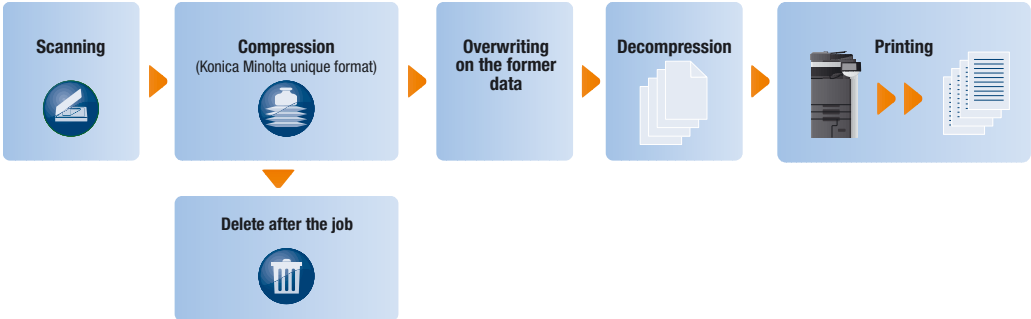 Scanning
Compression
(Konica Minolta unique format)
Overwriting
on the former
data
Decompression
Printing
Delete after the job